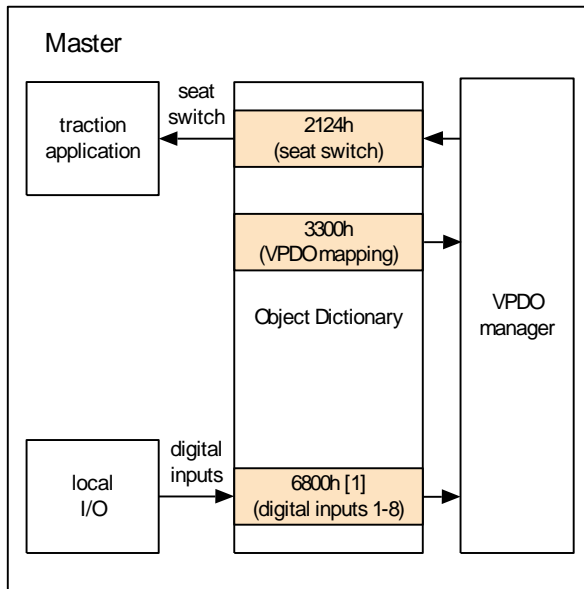 Master
seat
switch
traction
application
2124h
(seat switch)
3300h
(VPDO mapping)
Object Dictionary
VPDO
manager
digital
inputs
local
I/O
6800h [1]
(digital inputs 1-8)